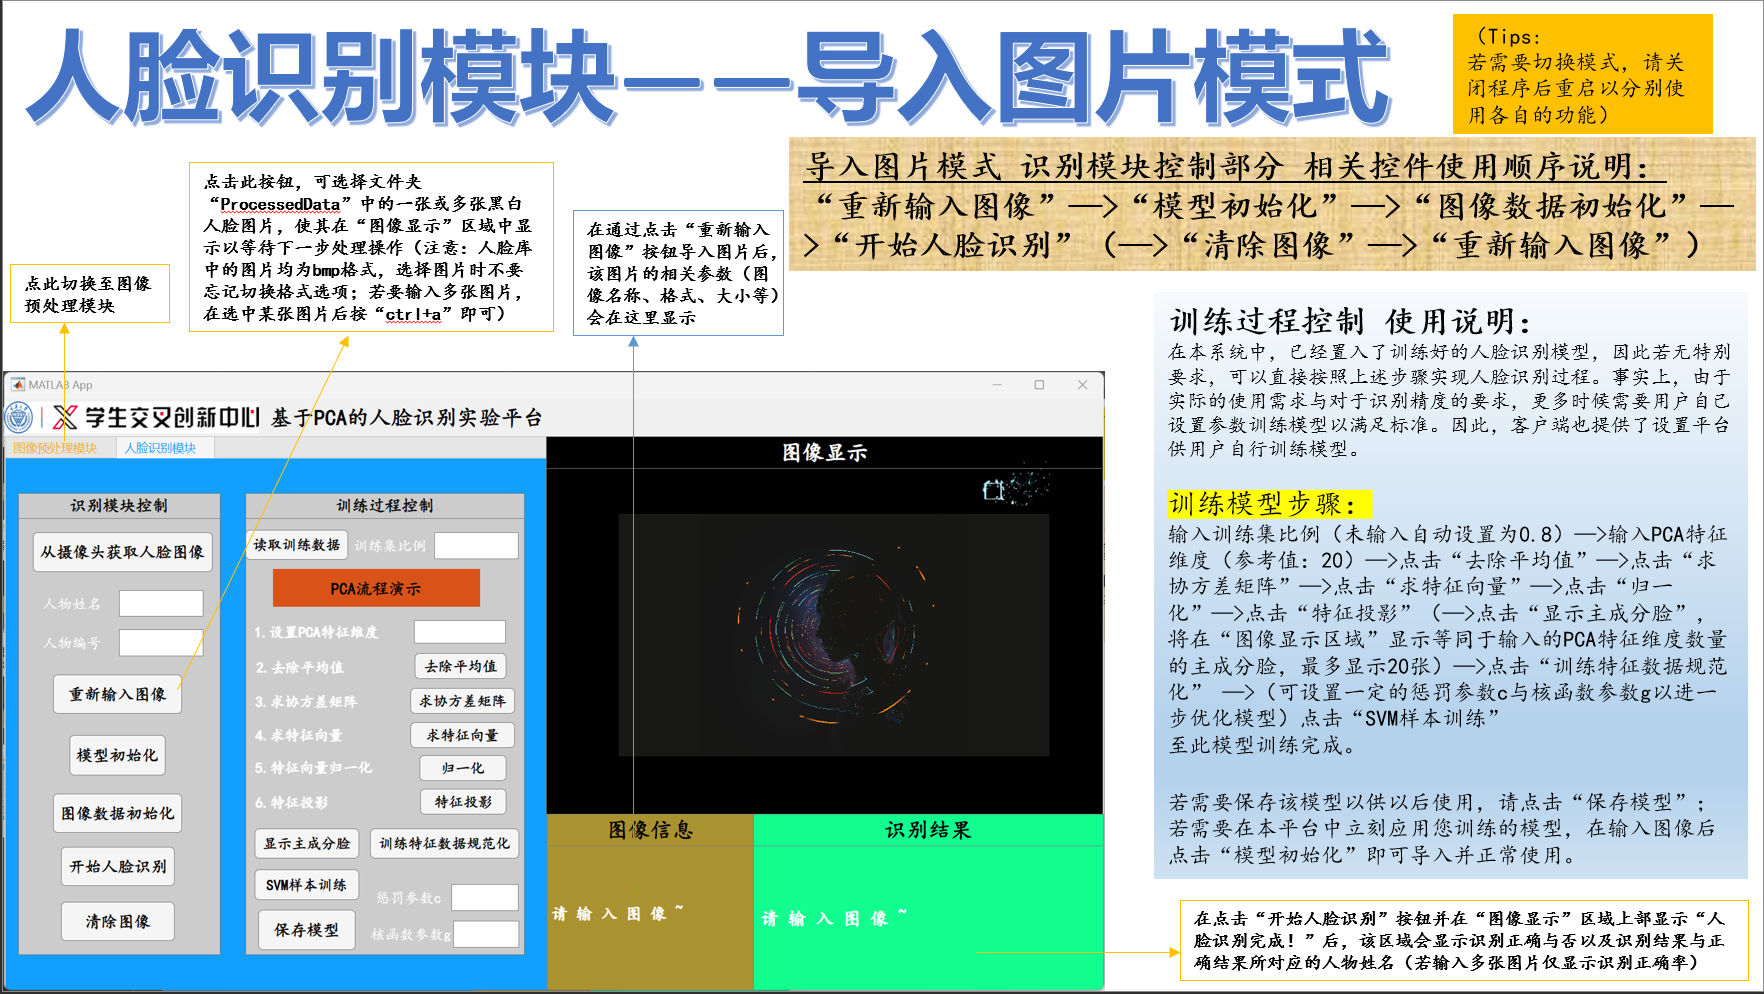 人脸识别模块——导入图片模式
（Tips:
若需要切换模式，请关
闭程序后重启以分别使
用各自的功能）
导入图片模式 识别模块控制部分 相关控件使用顺序说明：
“重新输入图像”—>“模型初始化”—>“图像数据初始化”—
>“开始人脸识别”（—>“清除图像”—>“重新输入图像”）
点击此按钮，可选择文件夹
“ProcessedData”中的一张或多张黑白
人脸图片，使其在“图像显示”区域中显
示以等待下一步处理操作（注意：人脸库
中的图片均为bmp格式，选择图片时不要
忘记切换格式选项；若要输入多张图片，
在选中某张图片后按“ctrl+a”即可）
在通过点击“重新输入
图像”按钮导入图片后，
该图片的相关参数（图
像名称、格式、大小等）
会在这里显示
点此切换至图像
预处理模块
训练过程控制 使用说明：
在本系统中，已经置入了训练好的人脸识别模型，因此若无特别
要求，可以直接按照上述步骤实现人脸识别过程。事实上，由于
实际的使用需求与对于识别精度的要求，更多时候需要用户自己
设置参数训练模型以满足标准。因此，客户端也提供了设置平台
供用户自行训练模型。
训练模型步骤：
输入训练集比例（未输入自动设置为0.8）—>输入PCA特征
维度（参考值：20）—>点击“去除平均值”—>点击“求
协方差矩阵”—>点击“求特征向量”—>点击“归一
化”—>点击“特征投影”（—>点击“显示主成分脸”，
将在“图像显示区域”显示等同于输入的PCA特征维度数量
的主成分脸，最多显示20张）—>点击“训练特征数据规范
化” —>（可设置一定的惩罚参数c与核函数参数g以进一
步优化模型）点击“SVM样本训练”
至此模型训练完成。
若需要保存该模型以供以后使用，请点击“保存模型”；
若需要在本平台中立刻应用您训练的模型，在输入图像后
点击“模型初始化”即可导入并正常使用。
MATLAB App
学生交叉创新中心 基于PCA的人脸识别实验平台
图像预处理模块 人脸识别模块
识别模块控制
从摄像头获取人脸图像
人物姓名
人物编号
重新输入图像
模型初始化
图像数据初始化
开始人脸识别
清除图像
训练过程控制
读取训练数据 训练集比例
PCA流程演示
1.设置PCA特征维度
2.去除平均值 去除平均值
3.求协方差矩阵 求协方差矩阵
4.求特征向量 求特征向量
5.特征向量归一化 归一化
6.特征投影 特征投影
显示主成分脸 训练特征数据规范化
SVM样本训练 惩罚参数c
保存模型 核函数参数g
图像显示
图像信息
请输入图像~
识别结果
请输入图像~
在点击“开始人脸识别”按钮并在“图像显示”区域上部显示“人
脸识别完成！”后，该区域会显示识别正确与否以及识别结果与正
确结果所对应的人物姓名（若输入多张图片仅显示识别正确率）